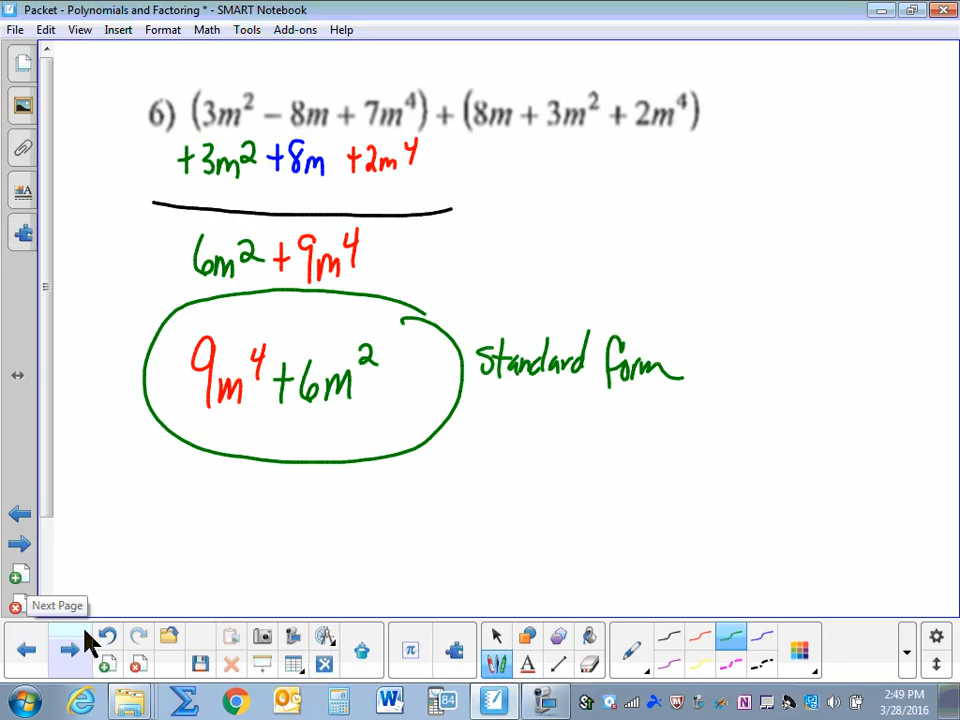 Packet - Polynomials and Factoring * - SMART Notebook
File Edit View Insert Format Math Tools Add-ons Help
6) (3m² − 8m + 7m⁴) + (8m + 3m² + 2m⁴)
+3m² +8m +2m⁴
6m² + 9m⁴
9m⁴ +6m² standard form
Next Page
2:49 PM
3/28/2016